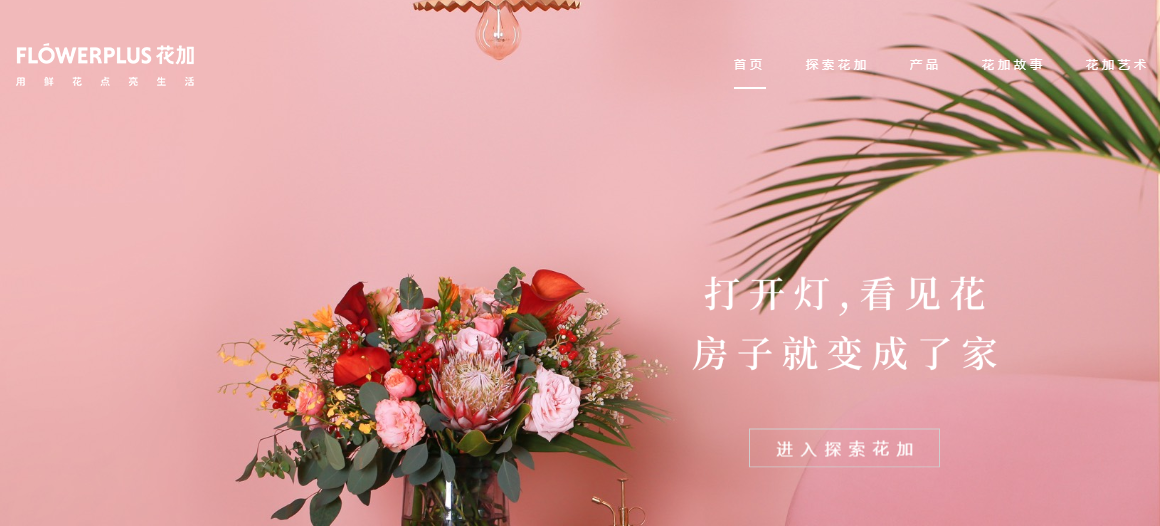 FLOWERPLUS 花加
用鲜花点亮生活
首页 探索花加 产品 花加故事 花加艺术
打开灯,看见花
房子就变成了家
进入探索花加